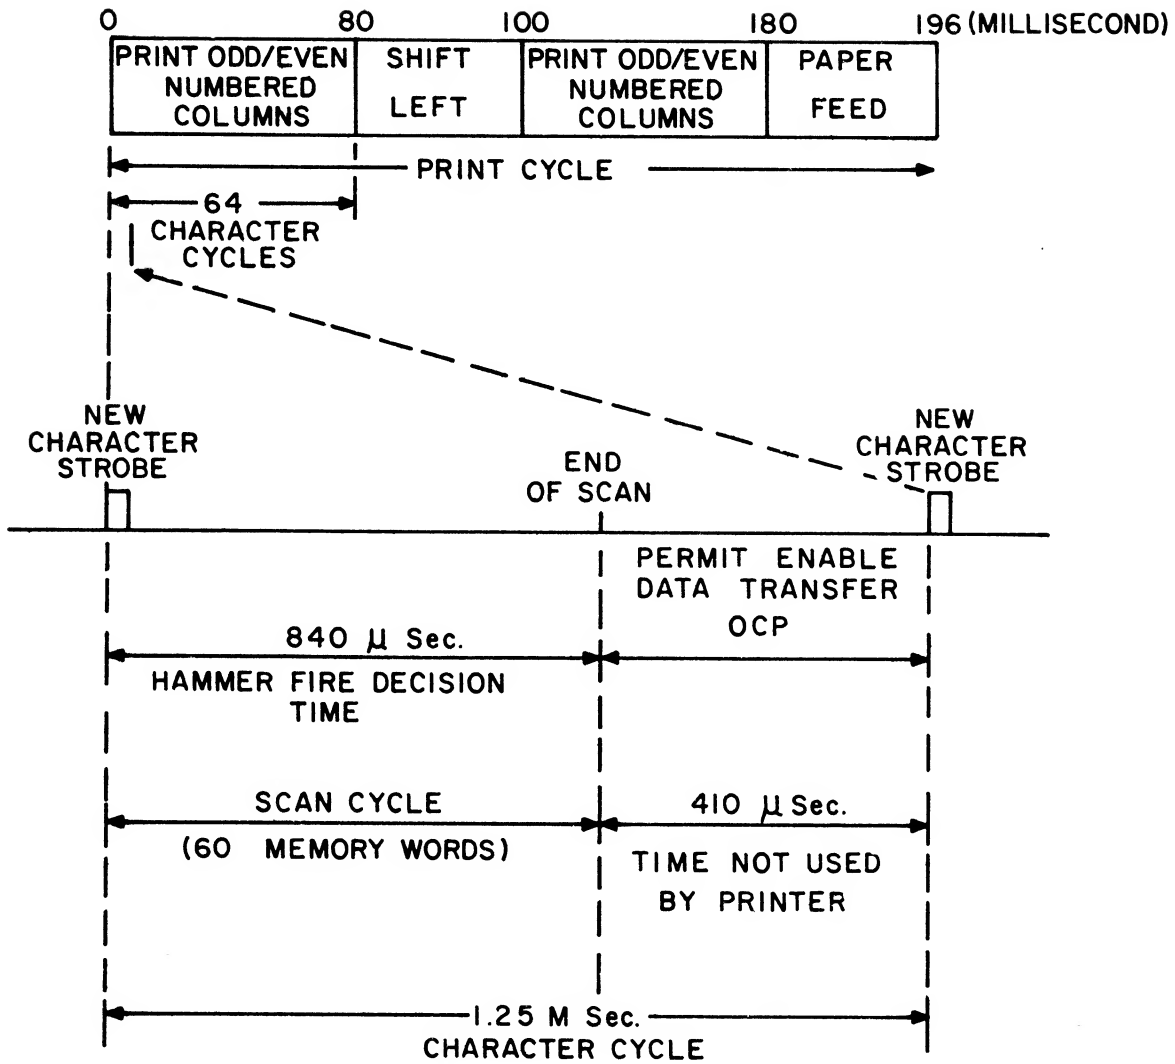 0 80 100 180 196 (MILLISECOND)
PRINT ODD/EVEN
NUMBERED
COLUMNS
SHIFT
LEFT
PRINT ODD/EVEN
NUMBERED
COLUMNS
PAPER
FEED
PRINT CYCLE
64
CHARACTER
CYCLES
NEW
CHARACTER
STROBE
END
OF SCAN
NEW
CHARACTER
STROBE
PERMIT ENABLE
DATA TRANSFER
OCP
840 μ Sec.
HAMMER FIRE DECISION
TIME
SCAN CYCLE
(60 MEMORY WORDS)
410 μ Sec.
TIME NOT USED
BY PRINTER
1.25 M Sec.
CHARACTER CYCLE